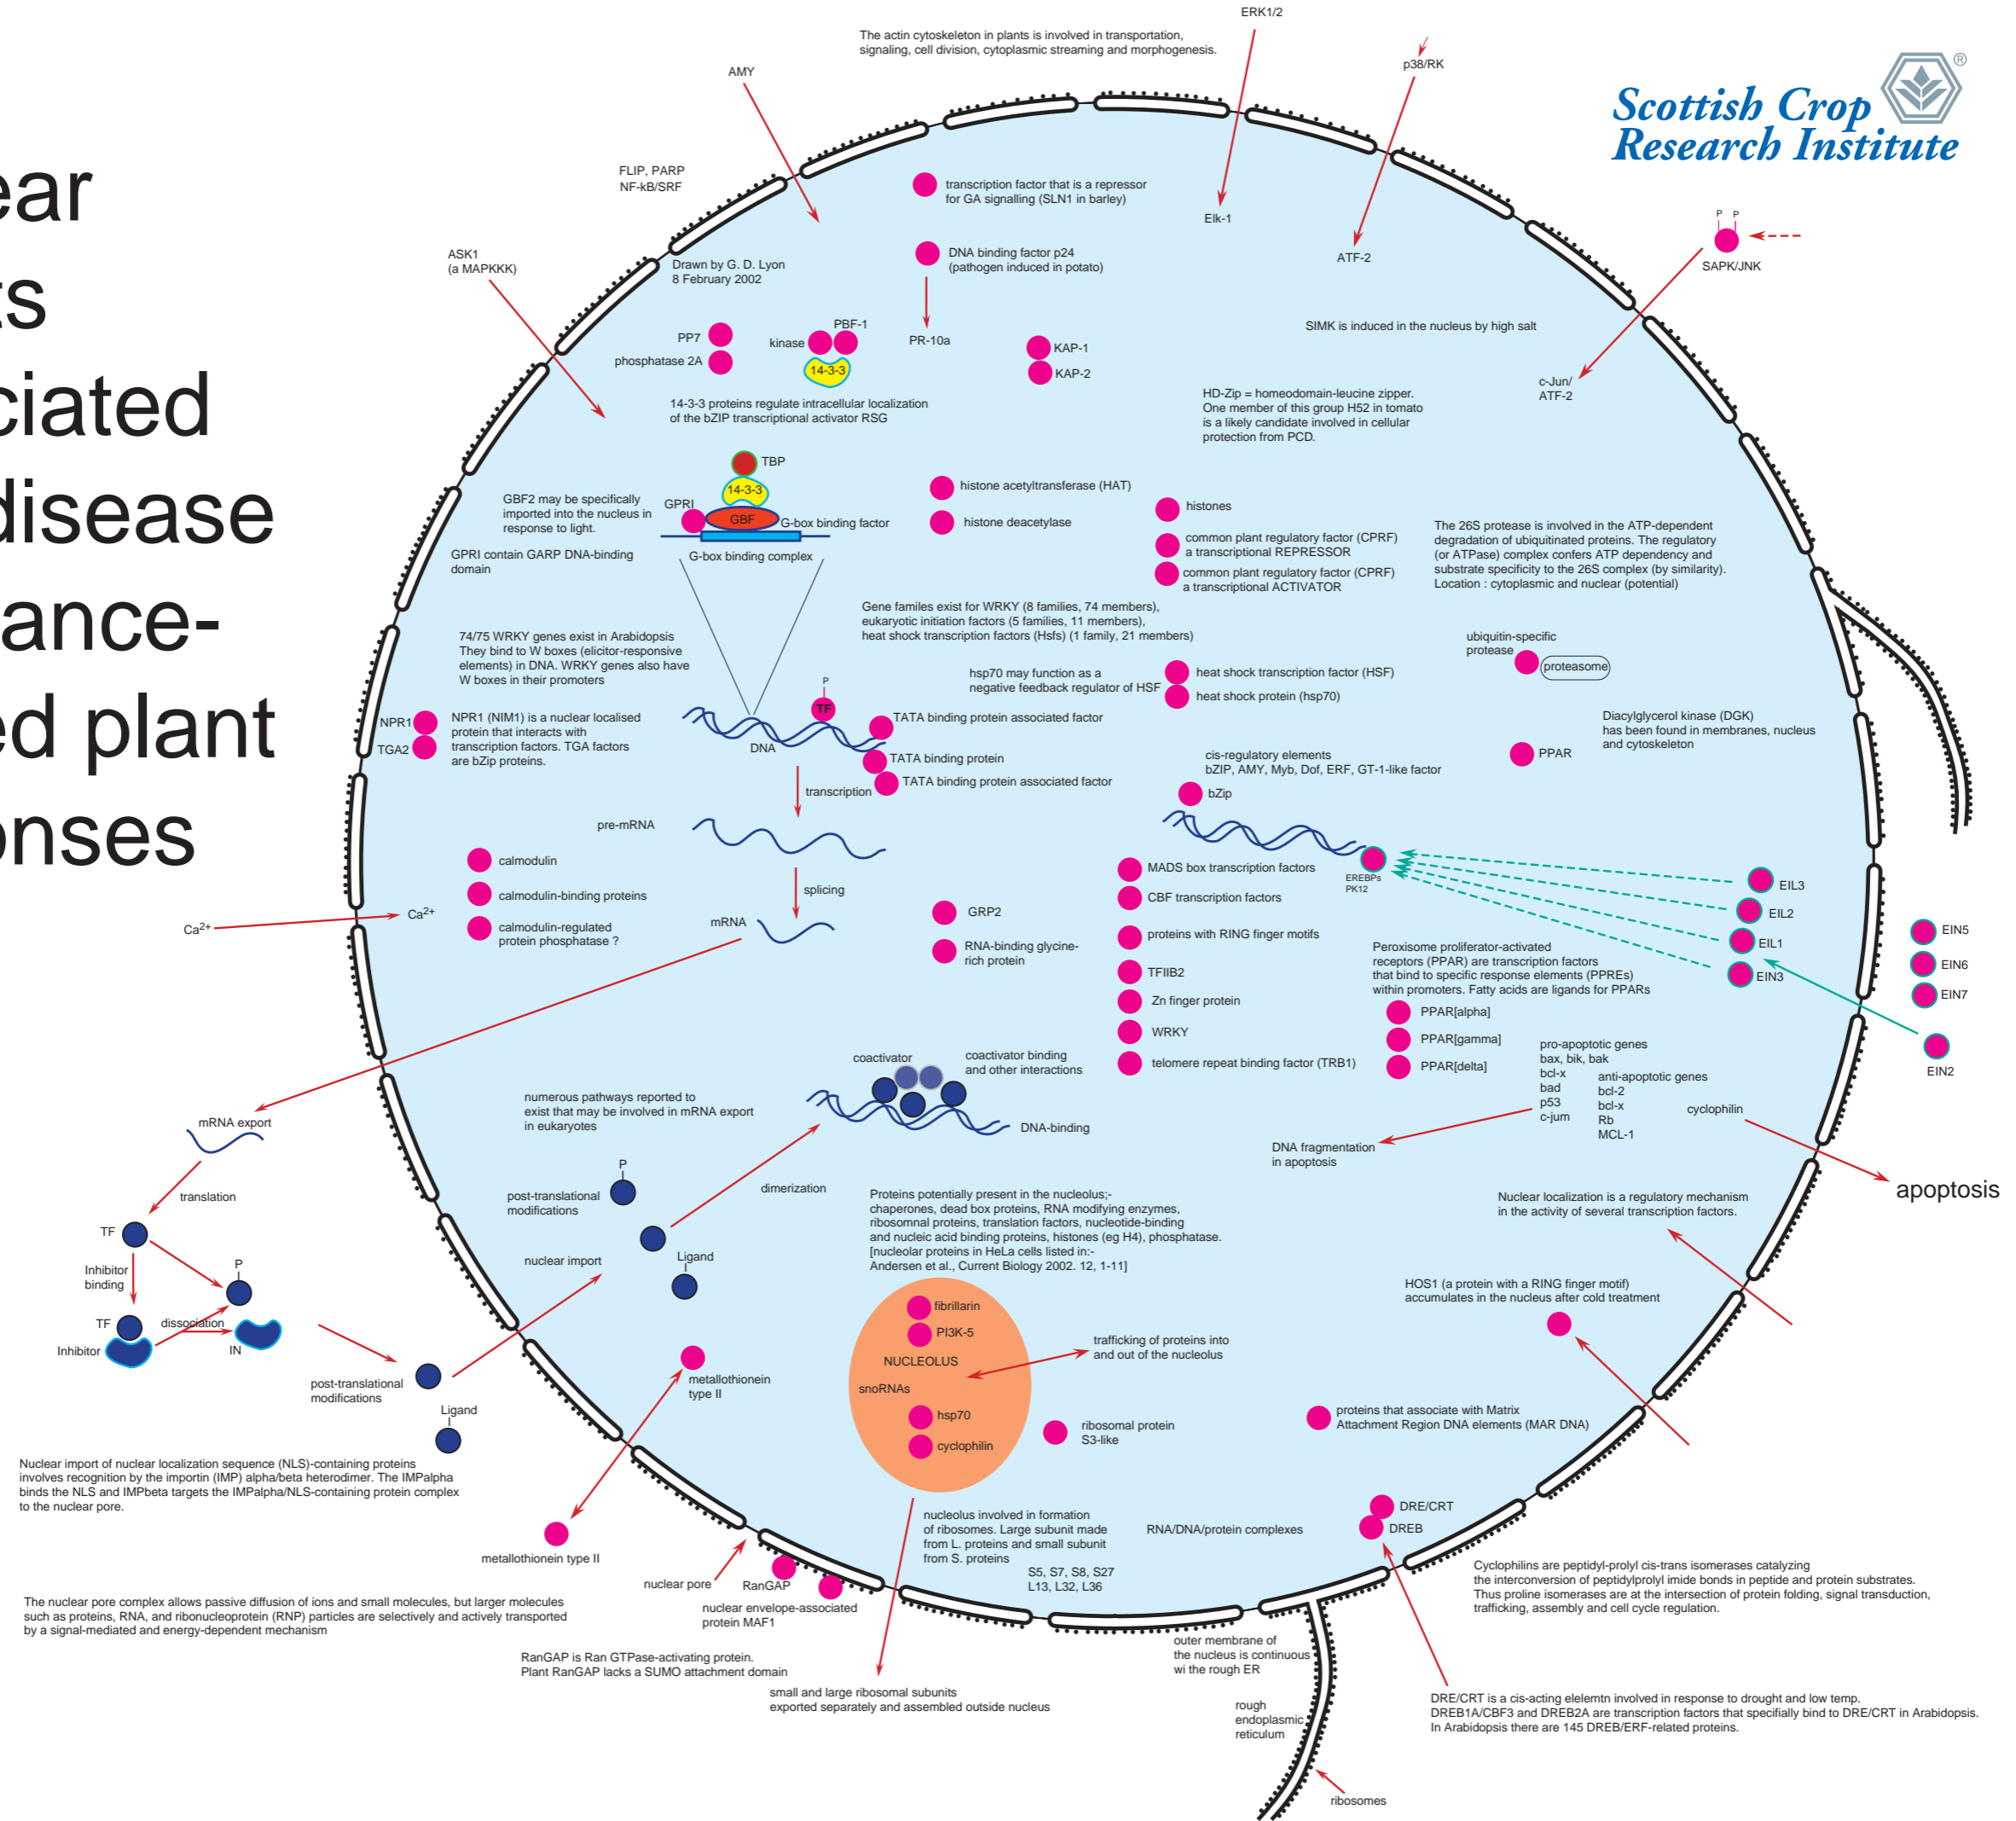 ear
ts
ciated
disease
ance-
ed plant
onses
Scottish Crop
Research Institute
®
The actin cytoskeleton in plants is involved in transportation,
signaling, cell division, cytoplasmic streaming and morphogenesis.
ERK1/2
p38/RK
AMY
FLIP, PARP
NF-kB/SRF
ASK1
(a MAPKKK)
Drawn by G. D. Lyon
8 February 2002
transcription factor that is a repressor
for GA signalling (SLN1 in barley)
DNA binding factor p24
(pathogen induced in potato)
PR-10a
Elk-1
ATF-2
P P
SAPK/JNK
SIMK is induced in the nucleus by high salt
c-Jun/
ATF-2
PP7
phosphatase 2A
kinase
PBF-1
14-3-3
KAP-1
KAP-2
14-3-3 proteins regulate intracellular localization
of the bZIP transcriptional activator RSG
HD-Zip = homeodomain-leucine zipper.
One member of this group H52 in tomato
is a likely candidate involved in cellular
protection from PCD.
TBP
14-3-3
GPRI
GBF
G-box binding factor
G-box binding complex
GBF2 may be specifically
imported into the nucleus in
response to light.
GPRI contain GARP DNA-binding
domain
histone acetyltransferase (HAT)
histone deacetylase
histones
common plant regulatory factor (CPRF)
a transcriptional REPRESSOR
common plant regulatory factor (CPRF)
a transcriptional ACTIVATOR
The 26S protease is involved in the ATP-dependent
degradation of ubiquitinated proteins. The regulatory
(or ATPase) complex confers ATP dependency and
substrate specificity to the 26S complex (by similarity).
Location : cytoplasmic and nuclear (potential)
Gene familes exist for WRKY (8 families, 74 members),
eukaryotic initiation factors (5 families, 11 members),
heat shock transcription factors (Hsfs) (1 family, 21 members)
74/75 WRKY genes exist in Arabidopsis
They bind to W boxes (elicitor-responsive
elements) in DNA. WRKY genes also have
W boxes in their promoters
hsp70 may function as a
negative feedback regulator of HSF
heat shock transcription factor (HSF)
heat shock protein (hsp70)
ubiquitin-specific
protease
proteasome
NPR1
TGA2
NPR1 (NIM1) is a nuclear localised
protein that interacts with
transcription factors. TGA factors
are bZip proteins.
P
TF
DNA
TATA binding protein associated factor
TATA binding protein
TATA binding protein associated factor
transcription
Diacylglycerol kinase (DGK)
has been found in membranes, nucleus
and cytoskeleton
PPAR
cis-regulatory elements
bZIP, AMY, Myb, Dof, ERF, GT-1-like factor
bZip
EREBPs
PK12
pre-mRNA
splicing
mRNA
calmodulin
calmodulin-binding proteins
calmodulin-regulated
protein phosphatase ?
Ca2+
Ca2+
GRP2
RNA-binding glycine-
rich protein
MADS box transcription factors
CBF transcription factors
proteins with RING finger motifs
TFIIB2
Zn finger protein
WRKY
telomere repeat binding factor (TRB1)
EIL3
EIL2
EIL1
EIN3
EIN5
EIN6
EIN7
EIN2
Peroxisome proliferator-activated
receptors (PPAR) are transcription factors
that bind to specific response elements (PPREs)
within promoters. Fatty acids are ligands for PPARs
PPAR[alpha]
PPAR[gamma]
PPAR[delta]
pro-apoptotic genes
bax, bik, bak
bcl-x
bad
p53
c-jum
anti-apoptotic genes
bcl-2
bcl-x
Rb
MCL-1
cyclophilin
apoptosis
DNA fragmentation
in apoptosis
coactivator
coactivator binding
and other interactions
DNA-binding
numerous pathways reported to
exist that may be involved in mRNA export
in eukaryotes
dimerization
P
post-translational
modifications
nuclear import
Ligand
mRNA export
translation
TF
Inhibitor
binding
P
TF
dissociation
Inhibitor
IN
post-translational
modifications
Ligand
Proteins potentially present in the nucleolus;-
chaperones, dead box proteins, RNA modifying enzymes,
ribosomnal proteins, translation factors, nucleotide-binding
and nucleic acid binding proteins, histones (eg H4), phosphatase.
[nucleolar proteins in HeLa cells listed in:-
Andersen et al., Current Biology 2002. 12, 1-11]
fibrillarin
PI3K-5
NUCLEOLUS
snoRNAs
hsp70
cyclophilin
trafficking of proteins into
and out of the nucleolus
ribosomal protein
S3-like
Nuclear localization is a regulatory mechanism
in the activity of several transcription factors.
HOS1 (a protein with a RING finger motif)
accumulates in the nucleus after cold treatment
proteins that associate with Matrix
Attachment Region DNA elements (MAR DNA)
metallothionein
type II
metallothionein type II
Nuclear import of nuclear localization sequence (NLS)-containing proteins
involves recognition by the importin (IMP) alpha/beta heterodimer. The IMPalpha
binds the NLS and IMPbeta targets the IMPalpha/NLS-containing protein complex
to the nuclear pore.
The nuclear pore complex allows passive diffusion of ions and small molecules, but larger molecules
such as proteins, RNA, and ribonucleoprotein (RNP) particles are selectively and actively transported
by a signal-mediated and energy-dependent mechanism
nuclear pore
RanGAP
nuclear envelope-associated
protein MAF1
RanGAP is Ran GTPase-activating protein.
Plant RanGAP lacks a SUMO attachment domain
nucleolus involved in formation
of ribosomes. Large subunit made
from L. proteins and small subunit
from S. proteins
S5, S7, S8, S27
L13, L32, L36
RNA/DNA/protein complexes
DRE/CRT
DREB
small and large ribosomal subunits
exported separately and assembled outside nucleus
outer membrane of
the nucleus is continuous
wi the rough ER
rough
endoplasmic
reticulum
ribosomes
Cyclophilins are peptidyl-prolyl cis-trans isomerases catalyzing
the interconversion of peptidylprolyl imide bonds in peptide and protein substrates.
Thus proline isomerases are at the intersection of protein folding, signal transduction,
trafficking, assembly and cell cycle regulation.
DRE/CRT is a cis-acting elelemtn involved in response to drought and low temp.
DREB1A/CBF3 and DREB2A are transcription factors that specifially bind to DRE/CRT in Arabidopsis.
In Arabidopsis there are 145 DREB/ERF-related proteins.